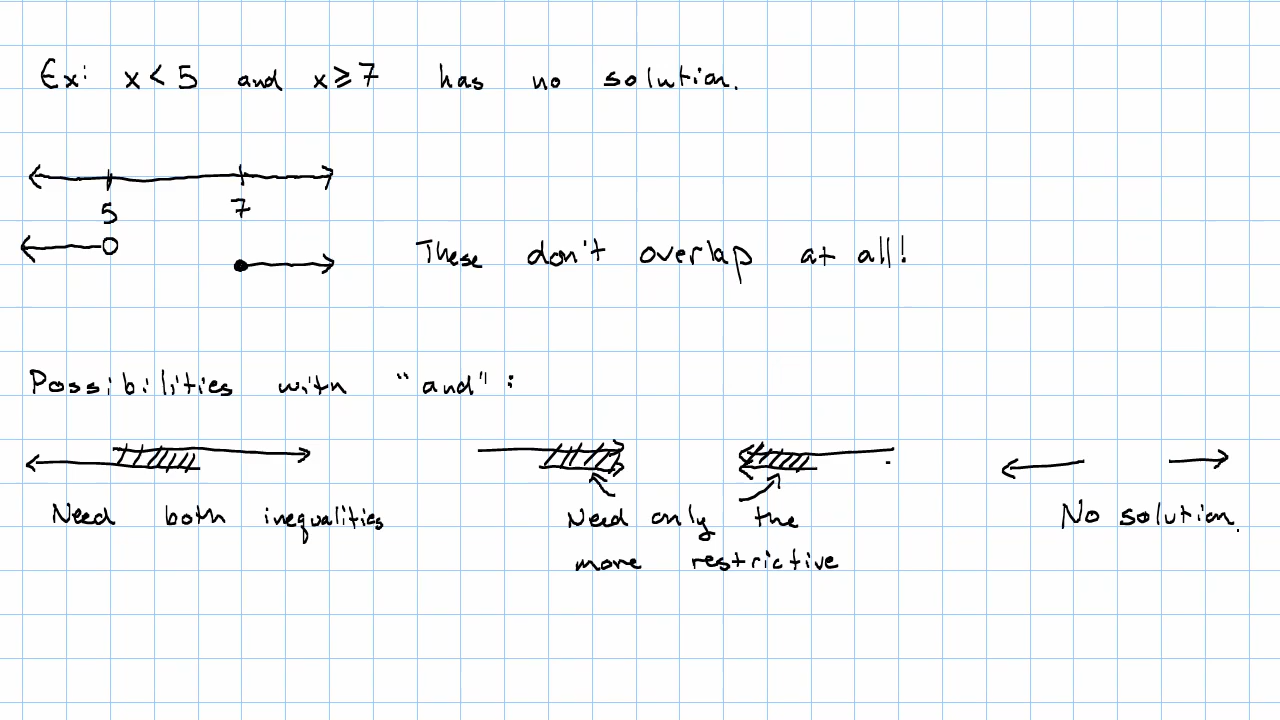 Ex: x < 5 and x ≥ 7 has no solution.
5 7
These don't overlap at all!
Possibilities with "and":
Need both inequalities
Need only the
more restrictive
No solution.